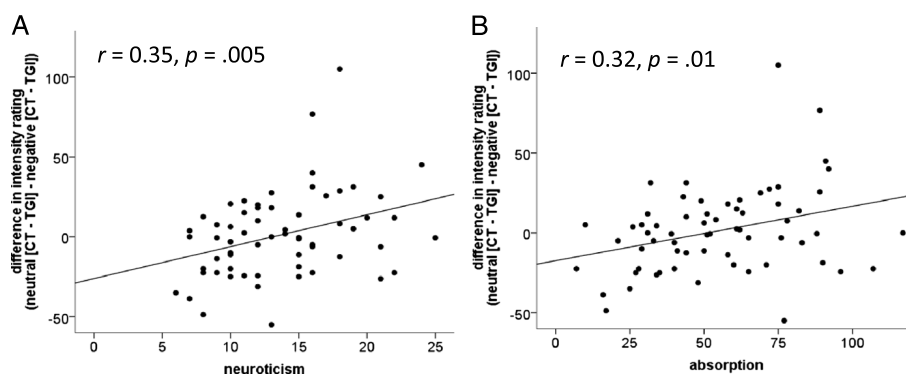 A
r = 0.35, p = .005
difference in intensity rating
(neutral [CT - TGI] - negative [CT - TGI])
100
50
0
-50
0 5 10 15 20 25
neuroticism
B
r = 0.32, p = .01
difference in intensity rating
(neutral [CT - TGI] - negative [CT - TGI])
100
50
0
-50
0 25 50 75 100
absorption